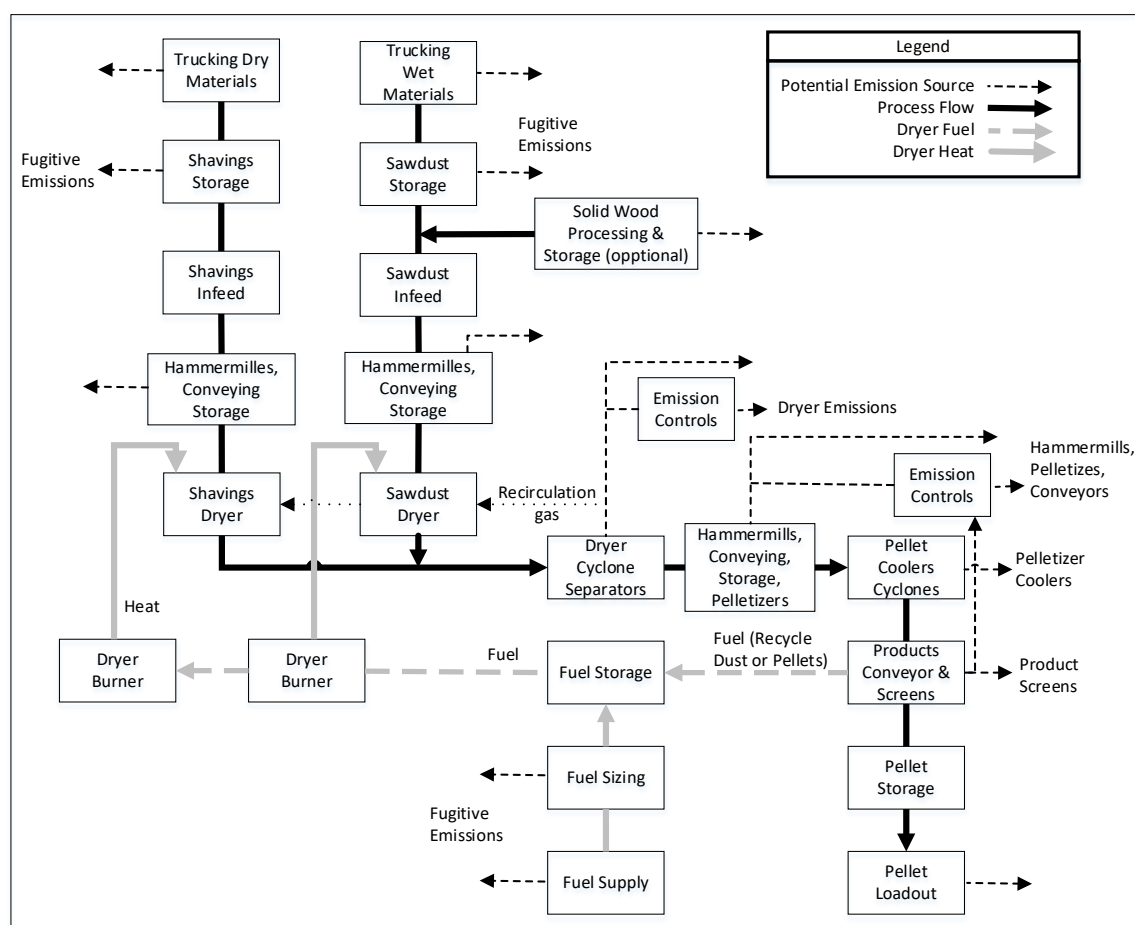 Trucking Dry
Materials
Trucking
Wet
Materials
Legend
Potential Emission Source
Process Flow
Dryer Fuel
Dryer Heat
Fugitive
Emissions
Shavings
Storage
Sawdust
Storage
Fugitive
Emissions
Solid Wood
Processing &
Storage (opptional)
Shavings
Infeed
Sawdust
Infeed
Hammermilles,
Conveying
Storage
Hammermilles,
Conveying
Storage
Emission
Controls
Dryer Emissions
Hammermills,
Pelletizes,
Conveyors
Emission
Controls
Shavings
Dryer
Sawdust
Dryer
Recirculation
gas
Dryer
Cyclone
Separators
Hammermills,
Conveying,
Storage,
Pelletizers
Pellet
Coolers
Cyclones
Pelletizer
Coolers
Heat
Dryer
Burner
Dryer
Burner
Fuel
Fuel Storage
Fuel (Recycle
Dust or Pellets)
Products
Conveyor &
Screens
Product
Screens
Fuel Sizing
Pellet
Storage
Fugitive
Emissions
Fuel Supply
Pellet
Loadout